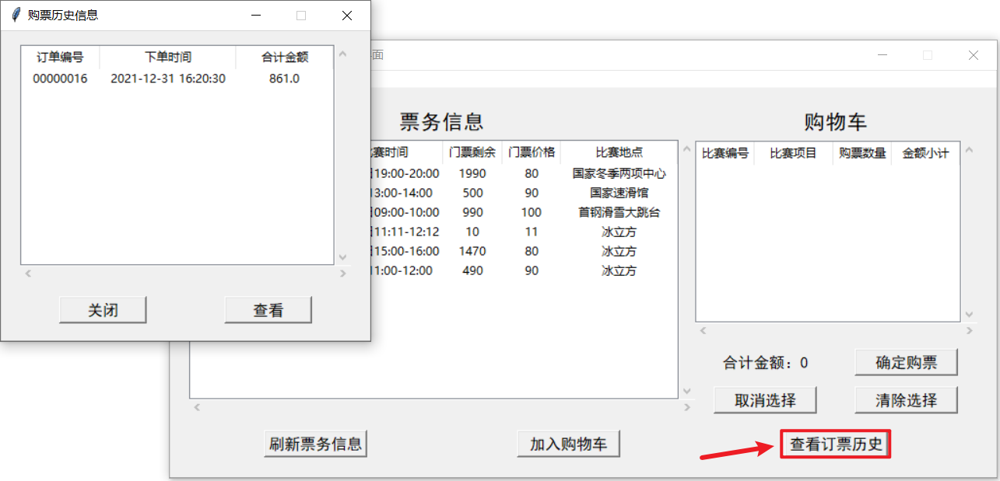 购票历史信息
订单编号 下单时间 合计金额
00000016 2021-12-31 16:20:30 861.0
关闭 查看
面
票务信息
赛时间 门票剩余 门票价格 比赛地点
19:00-20:00 1990 80 国家冬季两项中心
13:00-14:00 500 90 国家速滑馆
09:00-10:00 990 100 首钢滑雪大跳台
11:11-12:12 10 11 冰立方
15:00-16:00 1470 80 冰立方
11:00-12:00 490 90 冰立方
购物车
比赛编号 比赛项目 购票数量 金额小计
合计金额：0 确定购票
取消选择 清除选择
刷新票务信息 加入购物车 查看订票历史